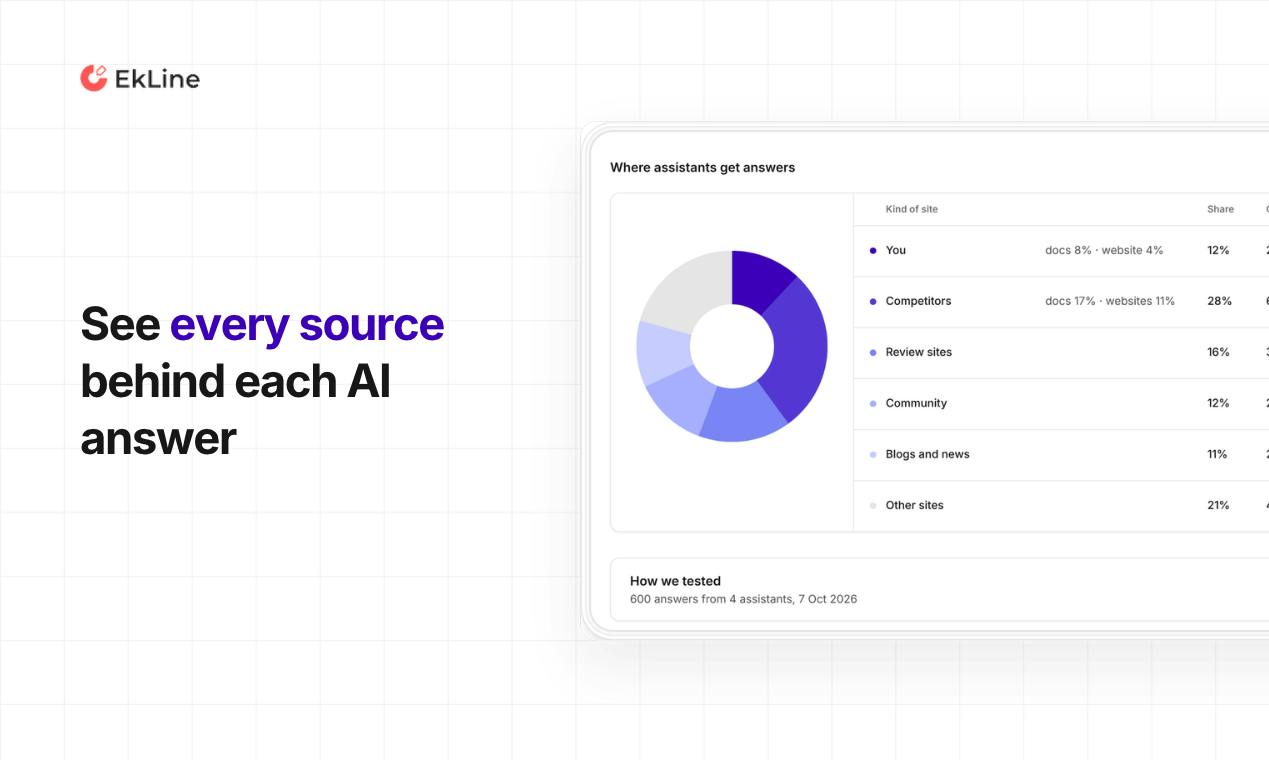 EkLine
See every source
behind each AI
answer
Where assistants get answers
Kind of site Share
You docs 8% · website 4% 12%
Competitors docs 17% · websites 11% 28%
Review sites 16%
Community 12%
Blogs and news 11%
Other sites 21%
How we tested
600 answers from 4 assistants, 7 Oct 2026